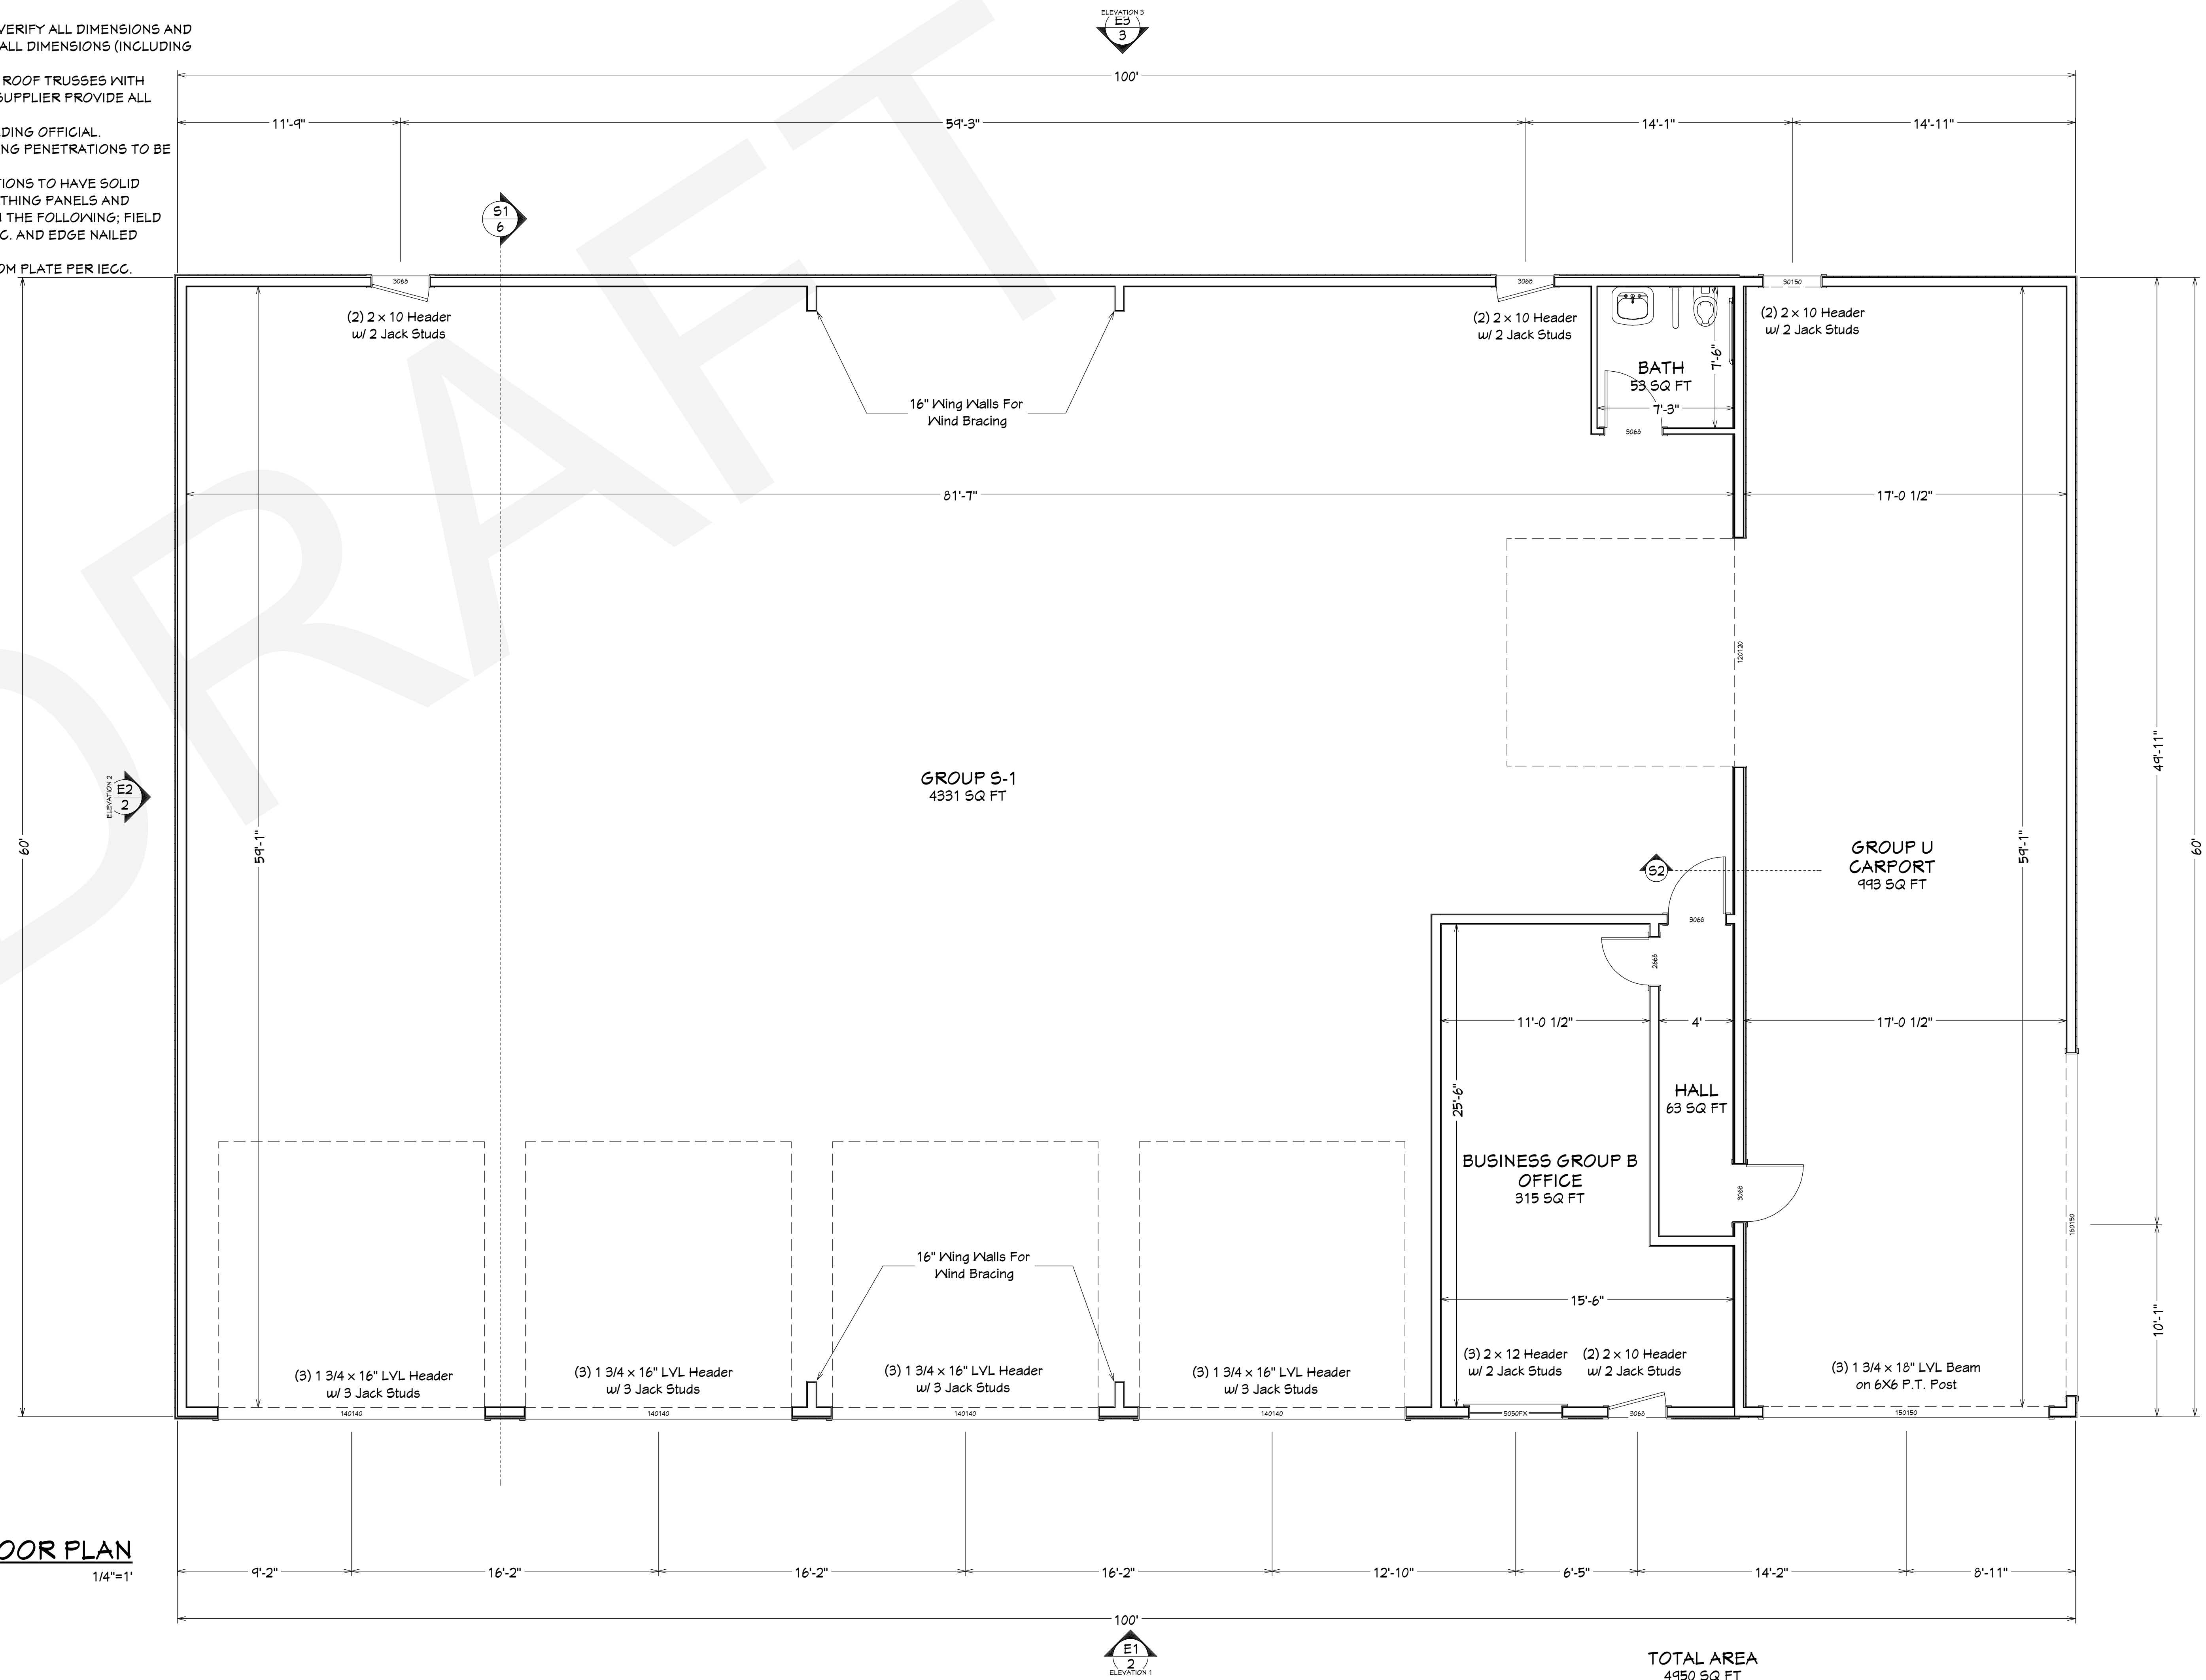 VERIFY ALL DIMENSIONS AND
ALL DIMENSIONS (INCLUDING
ROOF TRUSSES WITH
SUPPLIER PROVIDE ALL
DING OFFICIAL.
NG PENETRATIONS TO BE
TIONS TO HAVE SOLID
THING PANELS AND
THE FOLLOWING; FIELD
C. AND EDGE NAILED
OM PLATE PER IECC.
ELEVATION 3
E3
3
100'
11'-9"
59'-3"
14'-1"
14'-11"
S1
6
3068
3068
30150
(2) 2 x 10 Header
w/ 2 Jack Studs
(2) 2 x 10 Header
w/ 2 Jack Studs
(2) 2 x 10 Header
w/ 2 Jack Studs
BATH
53 SQ FT
7'-6"
7'-3"
3068
16" Wing Walls For
Wind Bracing
81'-7"
17'-0 1/2"
120120
49'-11"
GROUP S-1
4331 SQ FT
ELEVATION 2
E2
2
60'
59'-1"
GROUP U
CARPORT
993 SQ FT
59'-1"
60'
S2
3068
2668
11'-0 1/2"
4'
17'-0 1/2"
25'-6"
HALL
63 SQ FT
BUSINESS GROUP B
OFFICE
315 SQ FT
3068
180150
16" Wing Walls For
Wind Bracing
15'-6"
10'-1"
(3) 1 3/4 x 16" LVL Header
w/ 3 Jack Studs
(3) 1 3/4 x 16" LVL Header
w/ 3 Jack Studs
(3) 1 3/4 x 16" LVL Header
w/ 3 Jack Studs
(3) 1 3/4 x 16" LVL Header
w/ 3 Jack Studs
(3) 2 x 12 Header
w/ 2 Jack Studs
(2) 2 x 10 Header
w/ 2 Jack Studs
(3) 1 3/4 x 18" LVL Beam
on 6X6 P.T. Post
140140
140140
140140
140140
5050FX
3068
150150
OOR PLAN
1/4"=1'
9'-2"
16'-2"
16'-2"
16'-2"
12'-10"
6'-5"
14'-2"
8'-11"
100'
E1
2
ELEVATION 1
TOTAL AREA
4950 SQ FT
DRAFT